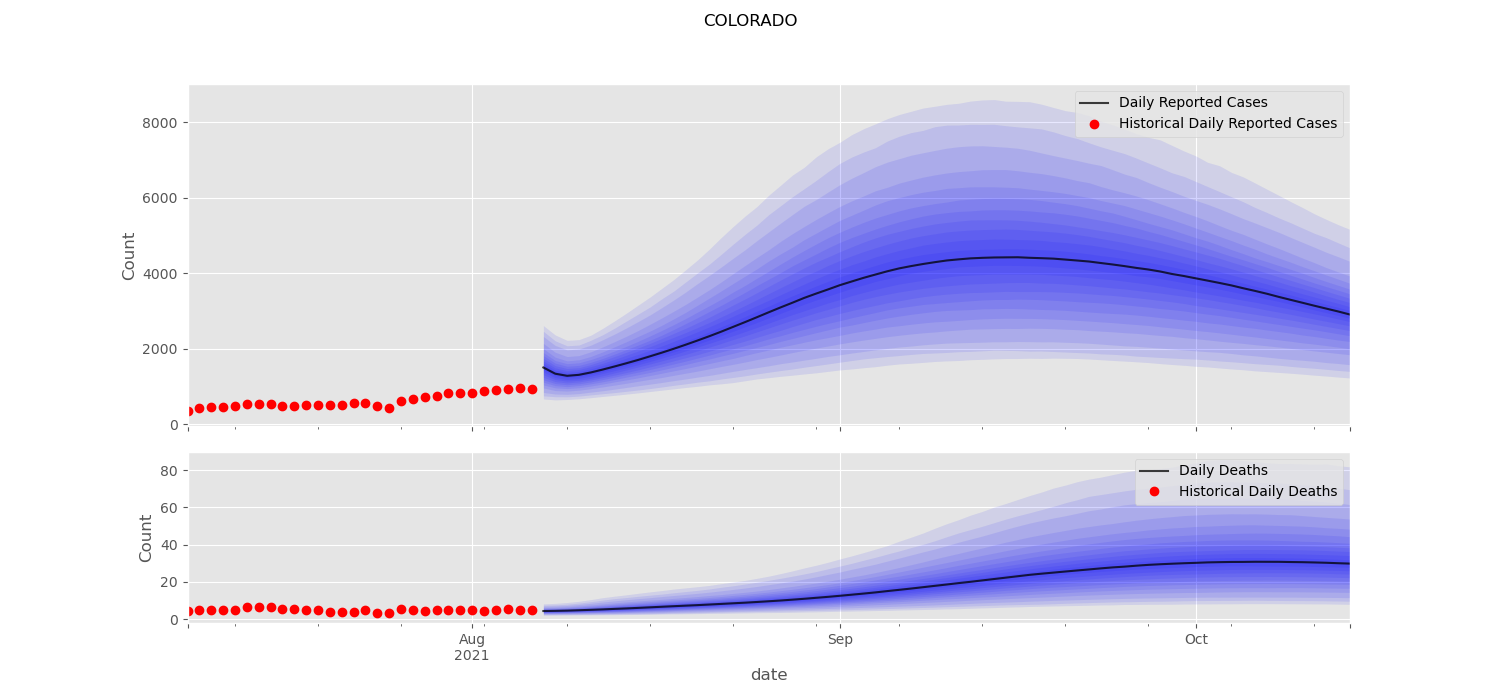 COLORADO
Daily Reported Cases
Historical Daily Reported Cases
8000
6000
4000
2000
0
Count
Daily Deaths
Historical Daily Deaths
80
60
40
20
0
Count
Aug
2021
Sep
Oct
date